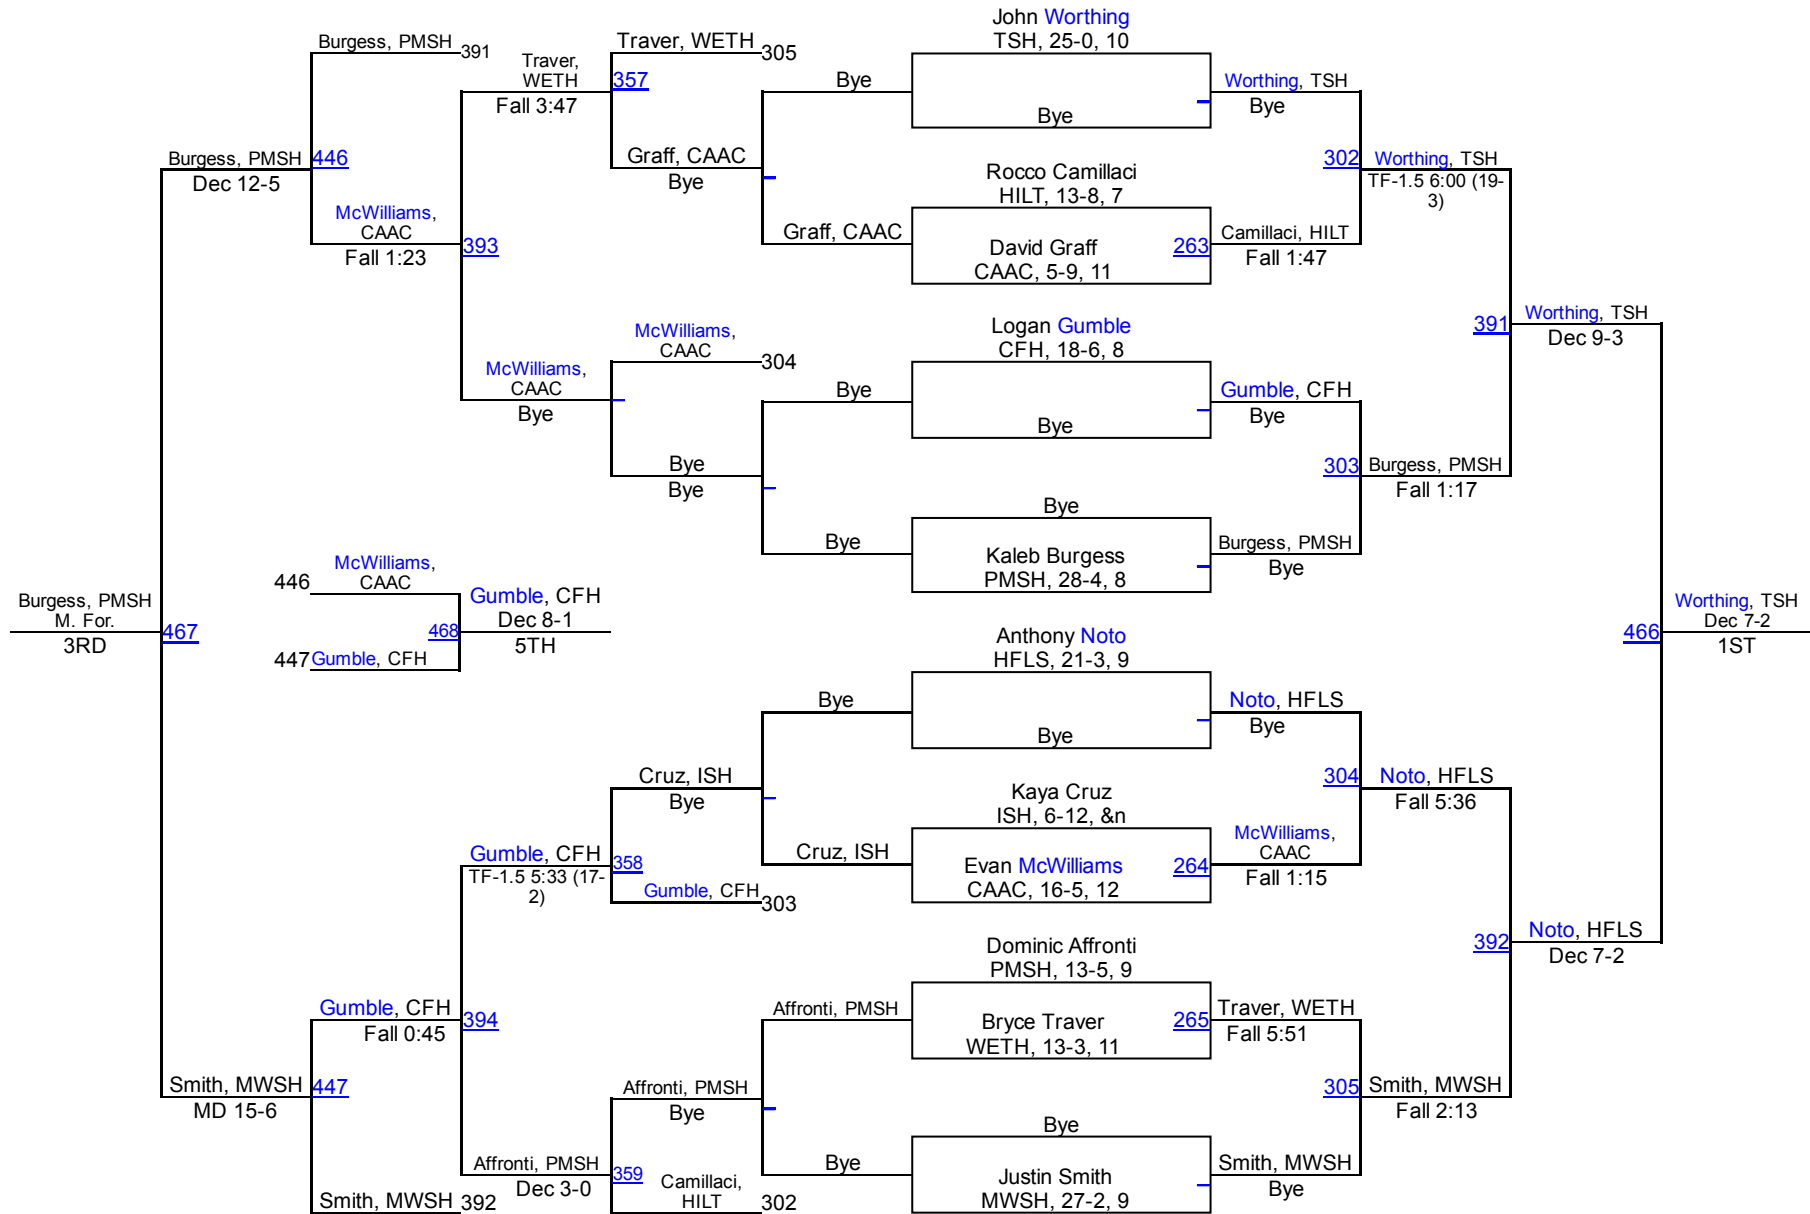 John Worthing
TSH, 25-0, 10
Burgess, PMSH 391
Traver, WETH 305
Traver,
WETH
357
Fall 3:47
Bye
Bye
Worthing, TSH
Bye
Burgess, PMSH 446
Dec 12-5
Graff, CAAC
Bye
Rocco Camillaci
HILT, 13-8, 7
302 Worthing, TSH
TF-1.5 6:00 (19-
3)
McWilliams,
CAAC
393
Fall 1:23
Graff, CAAC
David Graff
CAAC, 5-9, 11
263 Camillaci, HILT
Fall 1:47
Logan Gumble
CFH, 18-6, 8
391 Worthing, TSH
Dec 9-3
McWilliams,
CAAC
304
McWilliams,
CAAC
Bye
Bye
Bye
Gumble, CFH
Bye
Bye
Bye
303 Burgess, PMSH
Fall 1:17
Bye
Bye
Kaleb Burgess
PMSH, 28-4, 8
Burgess, PMSH
Bye
446
McWilliams,
CAAC
Gumble, CFH
Dec 8-1
468
5TH
447 Gumble, CFH
Burgess, PMSH
M. For.
467
3RD
Worthing, TSH
Dec 7-2
466
1ST
Anthony Noto
HFLS, 21-3, 9
Bye
Bye
Noto, HFLS
Bye
Cruz, ISH
Bye
Kaya Cruz
ISH, 6-12, &n
304 Noto, HFLS
Fall 5:36
Gumble, CFH
358
TF-1.5 5:33 (17-
2)
Cruz, ISH
Evan McWilliams
CAAC, 16-5, 12
264
McWilliams,
CAAC
Fall 1:15
Gumble, CFH 303
Dominic Affronti
PMSH, 13-5, 9
392 Noto, HFLS
Dec 7-2
Gumble, CFH
394
Fall 0:45
Affronti, PMSH
Bryce Traver
WETH, 13-3, 11
265 Traver, WETH
Fall 5:51
Smith, MWSH 447
MD 15-6
Affronti, PMSH
Bye
Bye
305 Smith, MWSH
Fall 2:13
Affronti, PMSH
359
Dec 3-0
Camillaci,
HILT
302
Bye
Justin Smith
MWSH, 27-2, 9
Smith, MWSH
Bye
Smith, MWSH 392